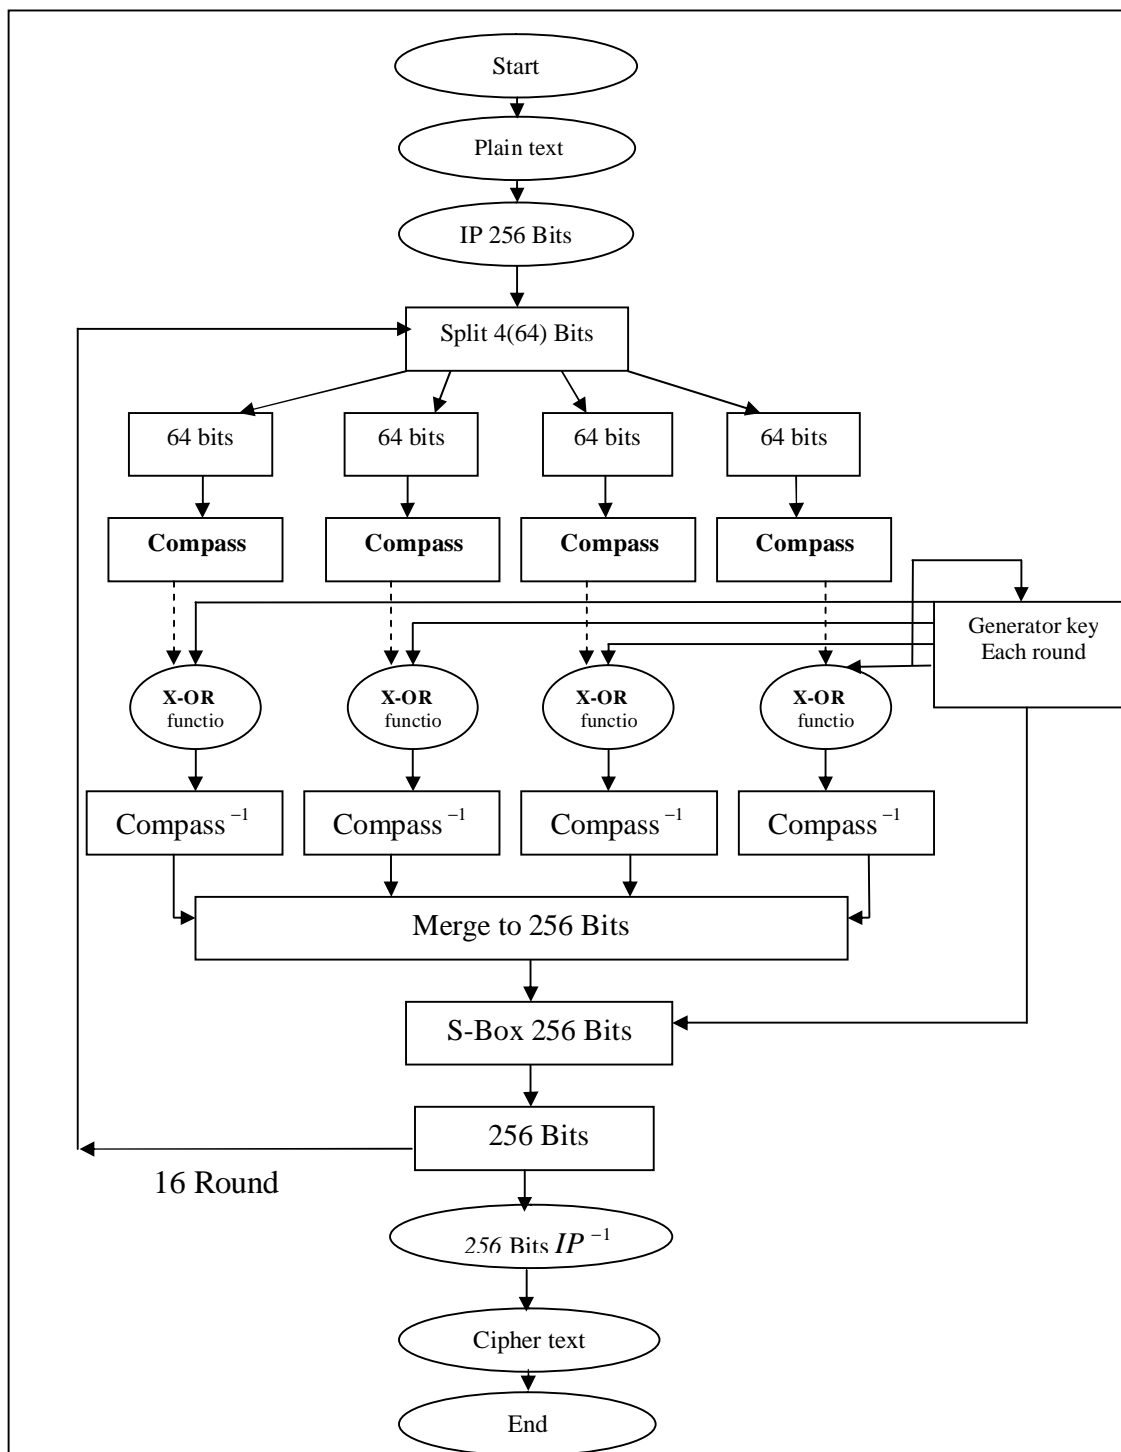 Start
Plain text
IP 256 Bits
Split 4(64) Bits
64 bits
64 bits
64 bits
64 bits
Compass
Compass
Compass
Compass
Generator key
Each round
X-OR
functio
X-OR
functio
X-OR
functio
X-OR
functio
Compass⁻¹
Compass⁻¹
Compass⁻¹
Compass⁻¹
Merge to 256 Bits
S-Box 256 Bits
256 Bits
16 Round
256 Bits IP⁻¹
Cipher text
End